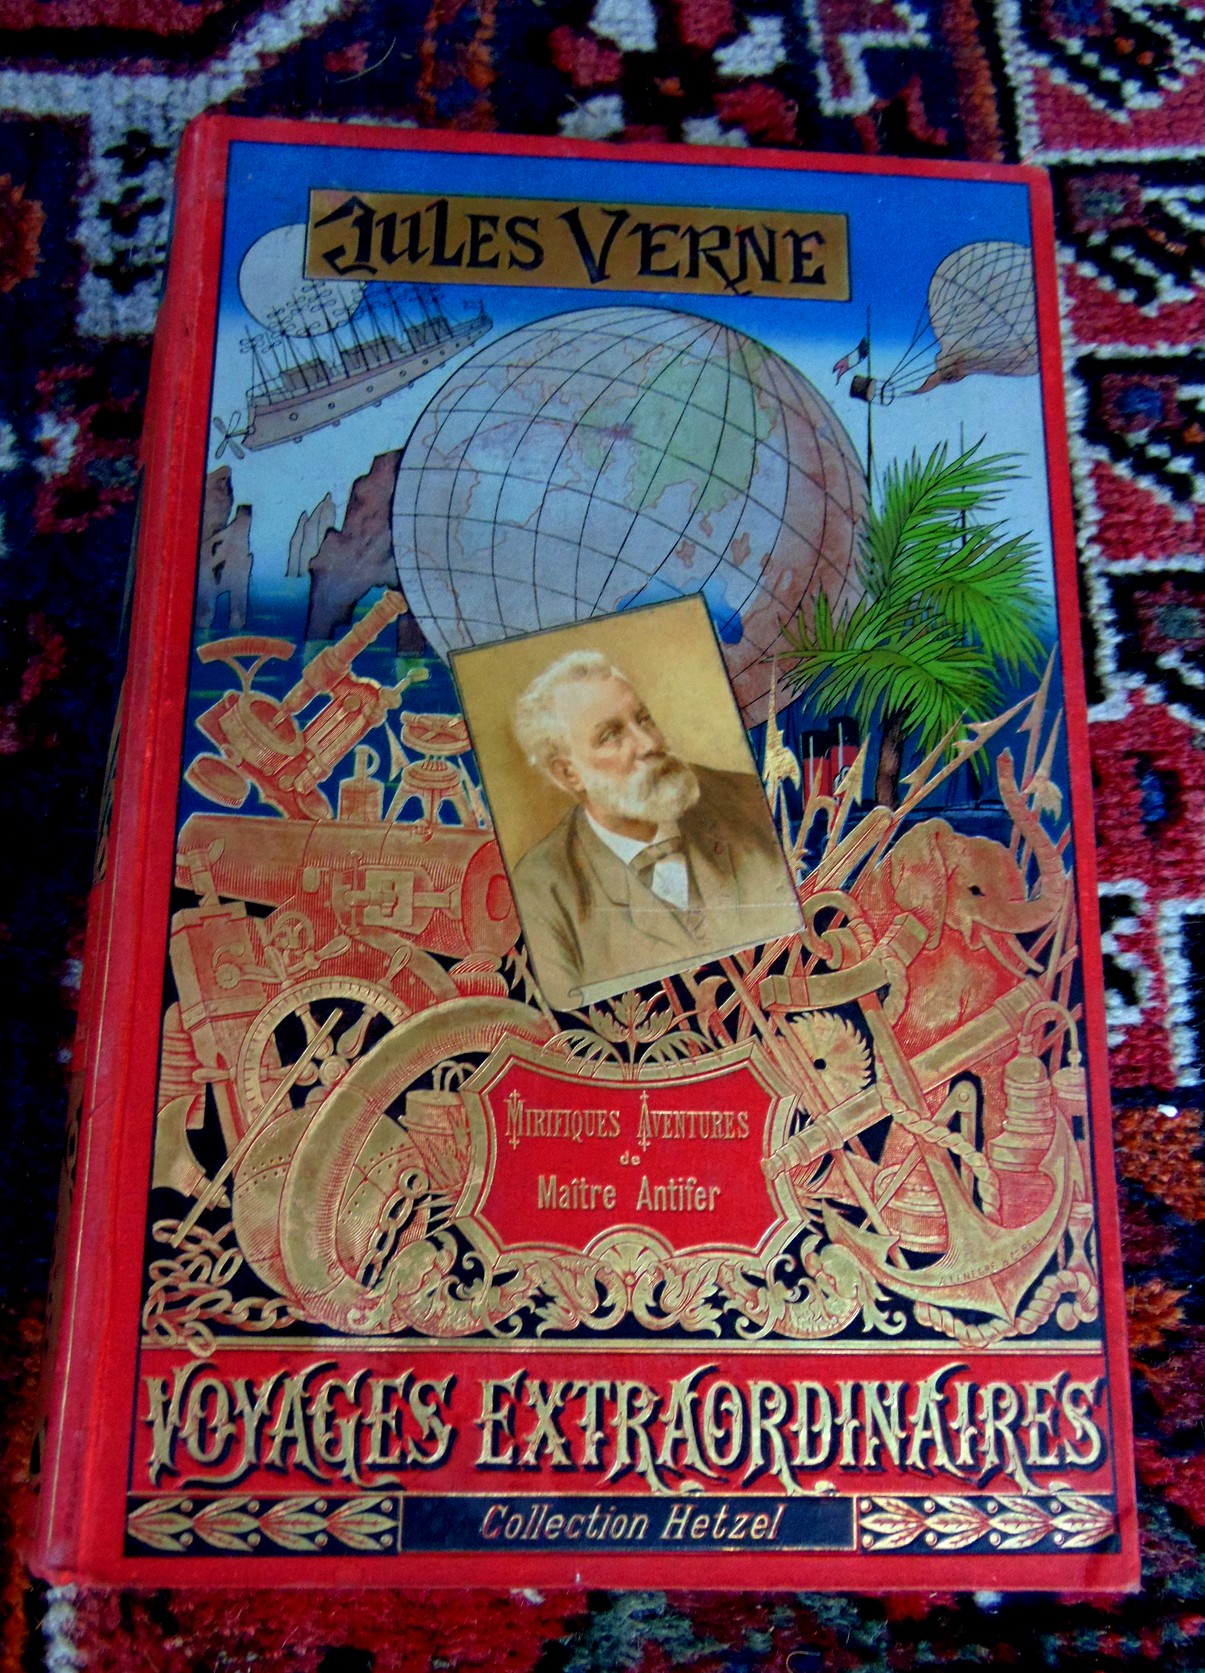 JULES VERNE
MIRIFIQUES AVENTURES
de
Maître Antifer
VOYAGES EXTRAORDINAIRES
Collection Hetzel